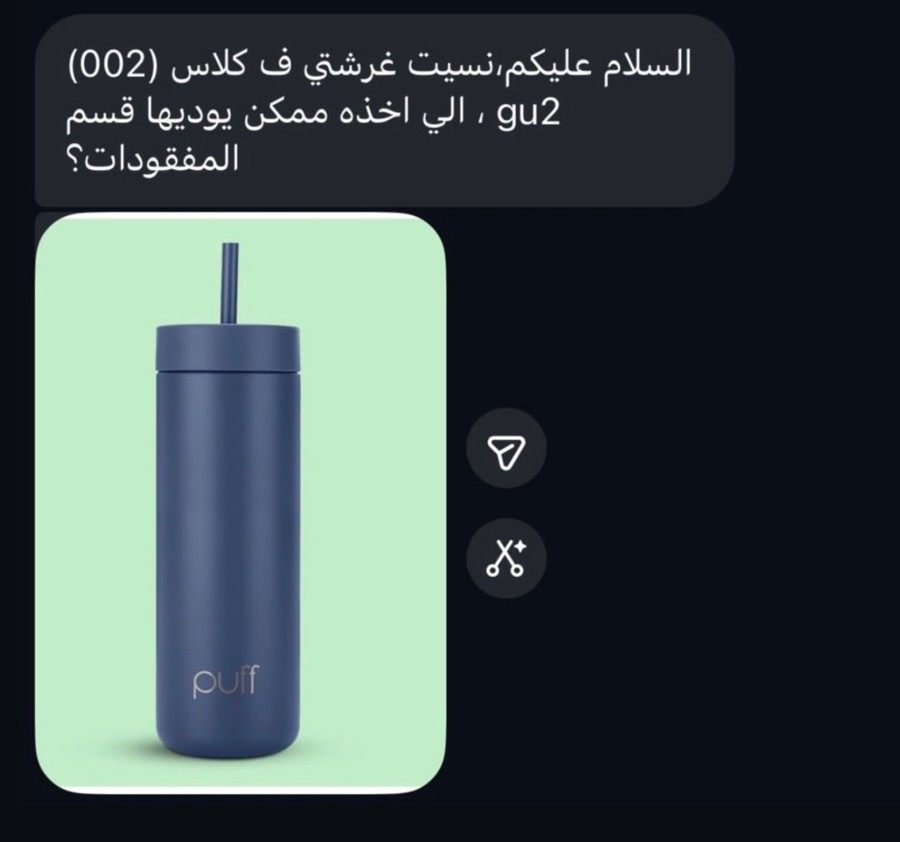 السلام عليكم،نسيت غرشتي ف كلاس (002)
gu2 ، الي اخذه ممكن يوديها قسم
المفقودات؟
puff